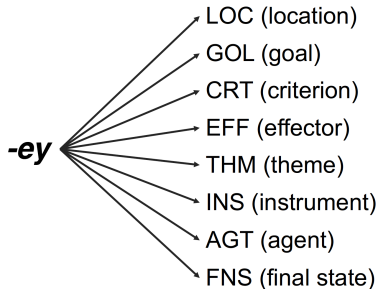 LOC (location)
GOL (goal)
CRT (criterion)
EFF (effector)
-ey
THM (theme)
INS (instrument)
AGT (agent)
FNS (final state)